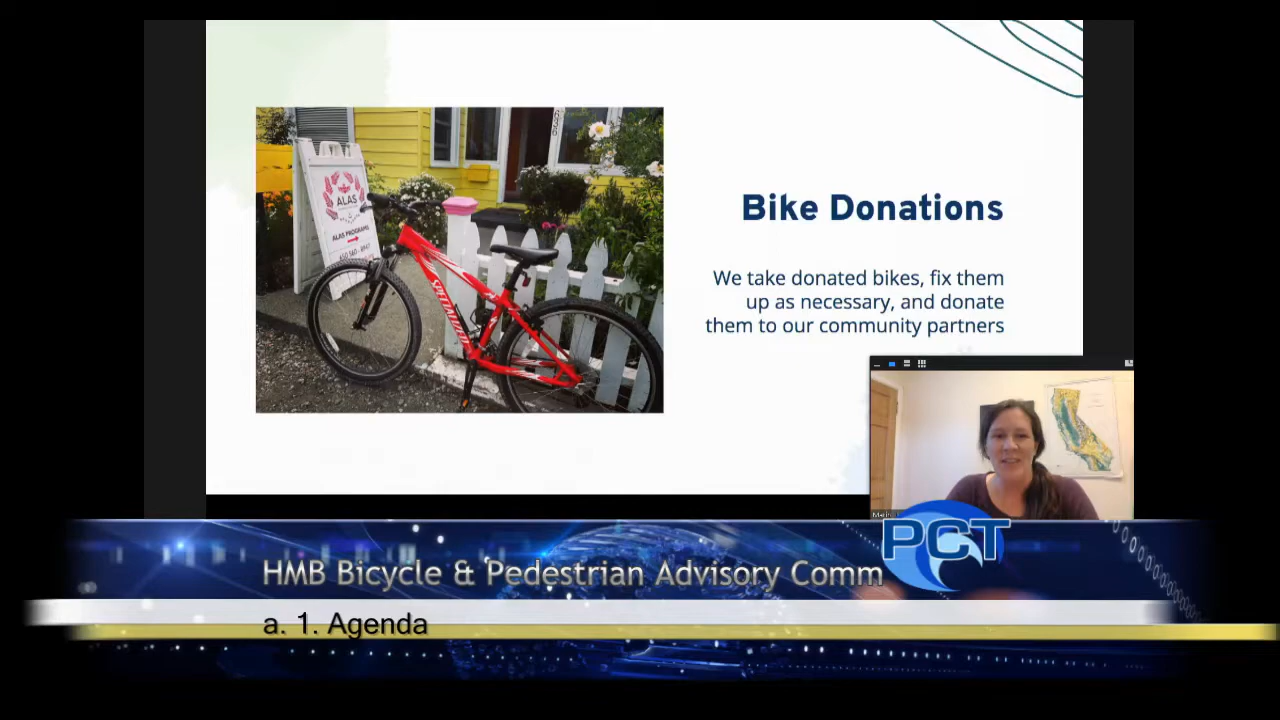 Bike Donations
We take donated bikes, fix them
up as necessary, and donate
them to our community partners
ALAS
ALAS PROGRAMS
SPECIALIZED
PCT
HMB Bicycle & Pedestrian Advisory Comm
a. 1. Agenda